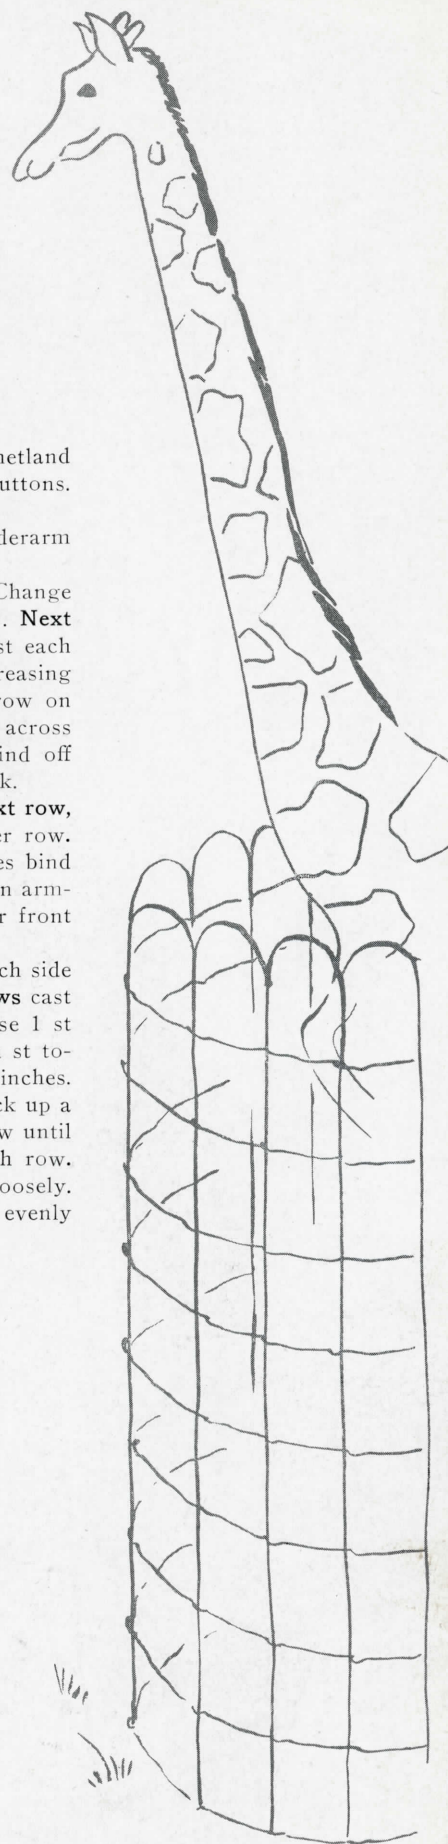 netland
uttons.
derarm
Change
. Next
st each
reasing
row on
across
ind off
k.
xt row,
er row.
es bind
n arm-
r front
ch side
ws cast
se 1 st
st to-
inches.
ck up a
w until
h row.
oosely.
evenly